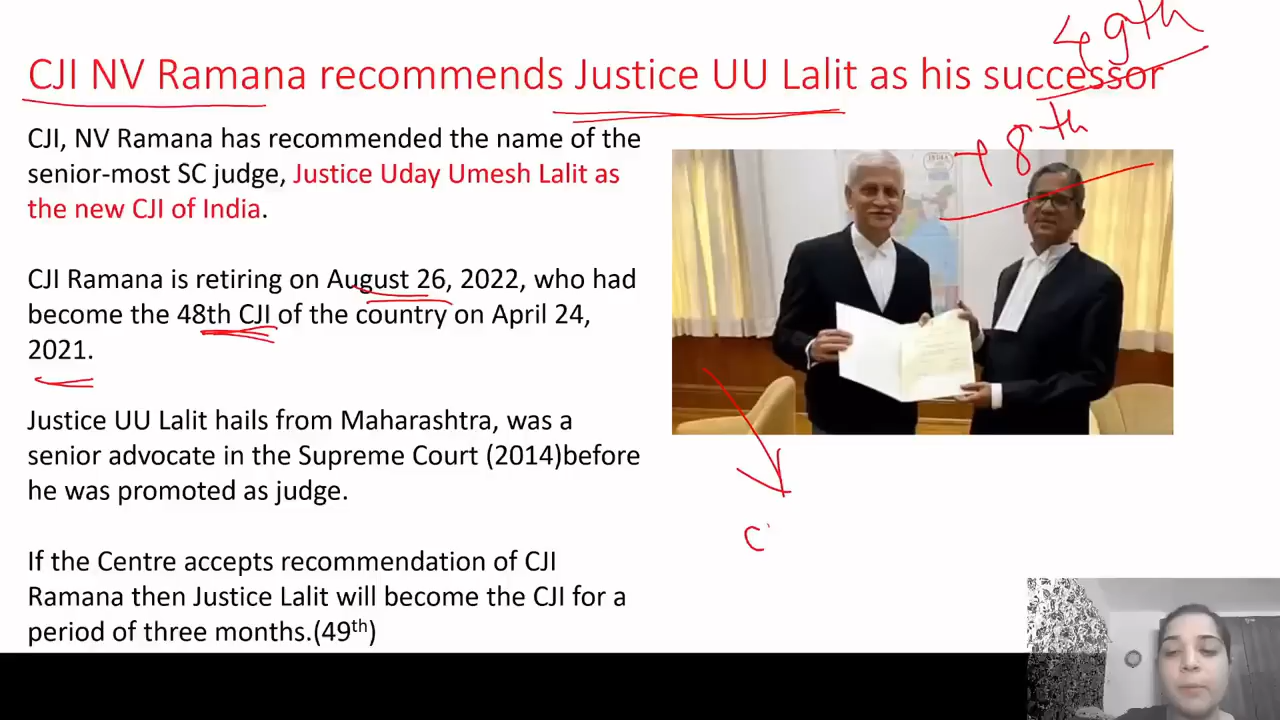 49th
CJI NV Ramana recommends Justice UU Lalit as his successor
48th
CJI, NV Ramana has recommended the name of the
senior-most SC judge, Justice Uday Umesh Lalit as
the new CJI of India.
CJI Ramana is retiring on August 26, 2022, who had
become the 48th CJI of the country on April 24,
2021.
Justice UU Lalit hails from Maharashtra, was a
senior advocate in the Supreme Court (2014)before
he was promoted as judge.
If the Centre accepts recommendation of CJI
Ramana then Justice Lalit will become the CJI for a
period of three months.(49th)